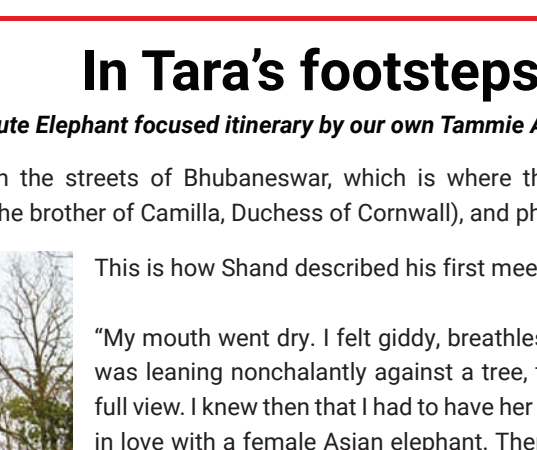 In Tara’s footsteps
ute Elephant focused itinerary by our own Tammie A
n the streets of Bhubaneswar, which is where th
he brother of Camilla, Duchess of Cornwall), and ph
This is how Shand described his first mee
“My mouth went dry. I felt giddy, breathles
was leaning nonchalantly against a tree,
full view. I knew then that I had to have her
in love with a female Asian elephant. Ther